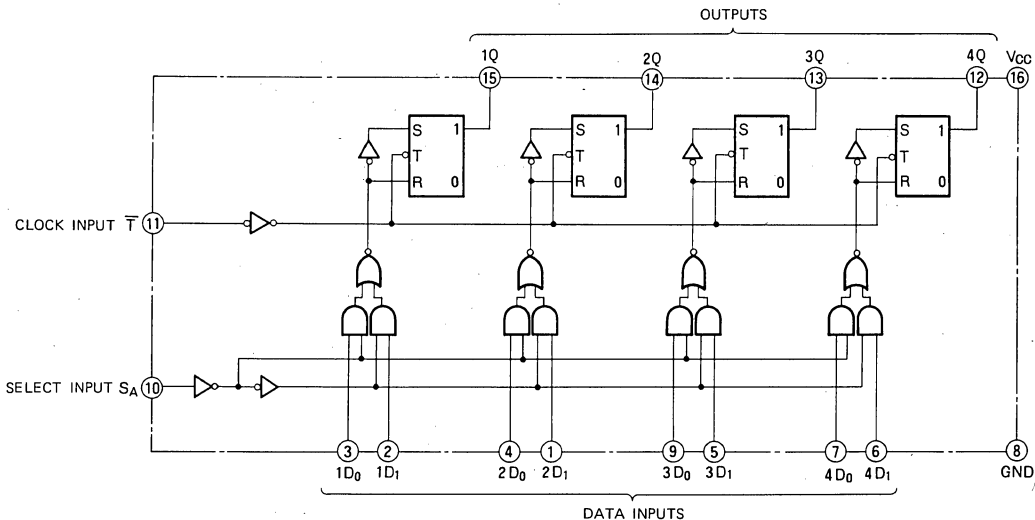 OUTPUTS
1Q 2Q 3Q 4Q VCC
15 14 13 12 16
S 1 S 1 S 1 S 1
T T T T
R 0 R 0 R 0 R 0
CLOCK INPUT T̅ 11
SELECT INPUT SA 10
3 2 4 1 9 5 7 6 8
1D0 1D1 2D0 2D1 3D0 3D1 4D0 4D1 GND
DATA INPUTS